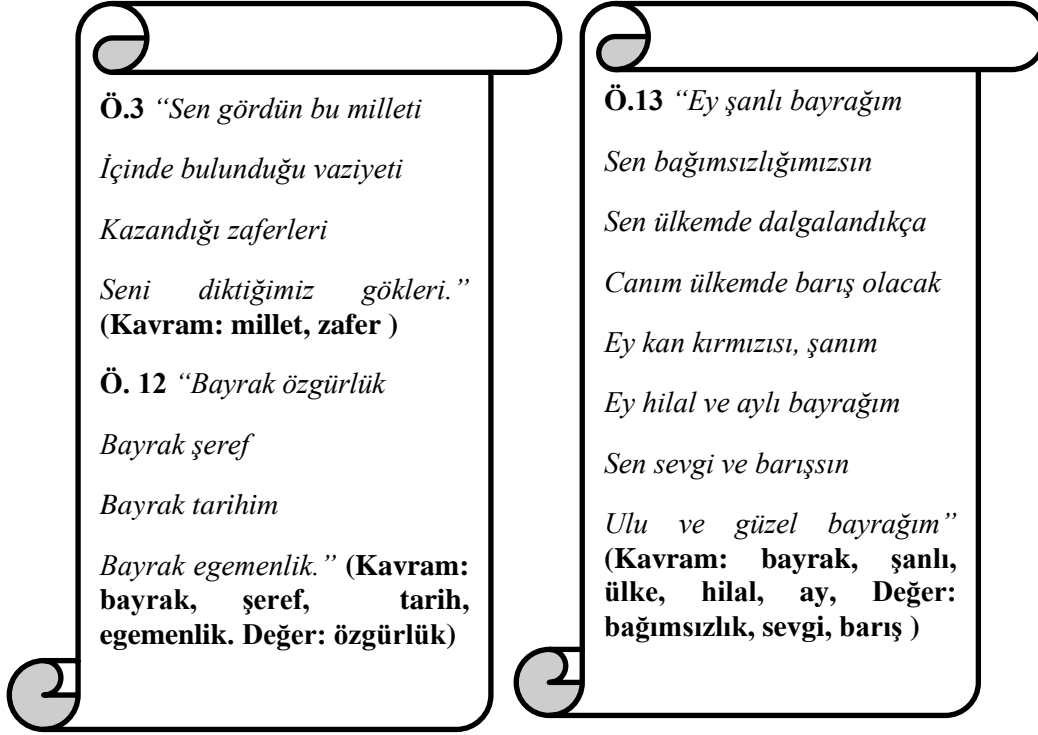 Ö.3 “Sen gördün bu milleti
İçinde bulunduğu vaziyeti
Kazandığı zaferleri
Seni diktiğimiz gökleri.”
(Kavram: millet, zafer )
Ö. 12 “Bayrak özgürlük
Bayrak şeref
Bayrak tarihim
Bayrak egemenlik.” (Kavram:
bayrak, şeref, tarih,
egemenlik. Değer: özgürlük)
Ö.13 “Ey şanlı bayrağım
Sen bağımsızlığımızsın
Sen ülkemde dalgalandıkça
Canım ülkemde barış olacak
Ey kan kırmızısı, şanım
Ey hilal ve aylı bayrağım
Sen sevgi ve barışsın
Ulu ve güzel bayrağım”
(Kavram: bayrak, şanlı,
ülke, hilal, ay, Değer:
bağımsızlık, sevgi, barış )